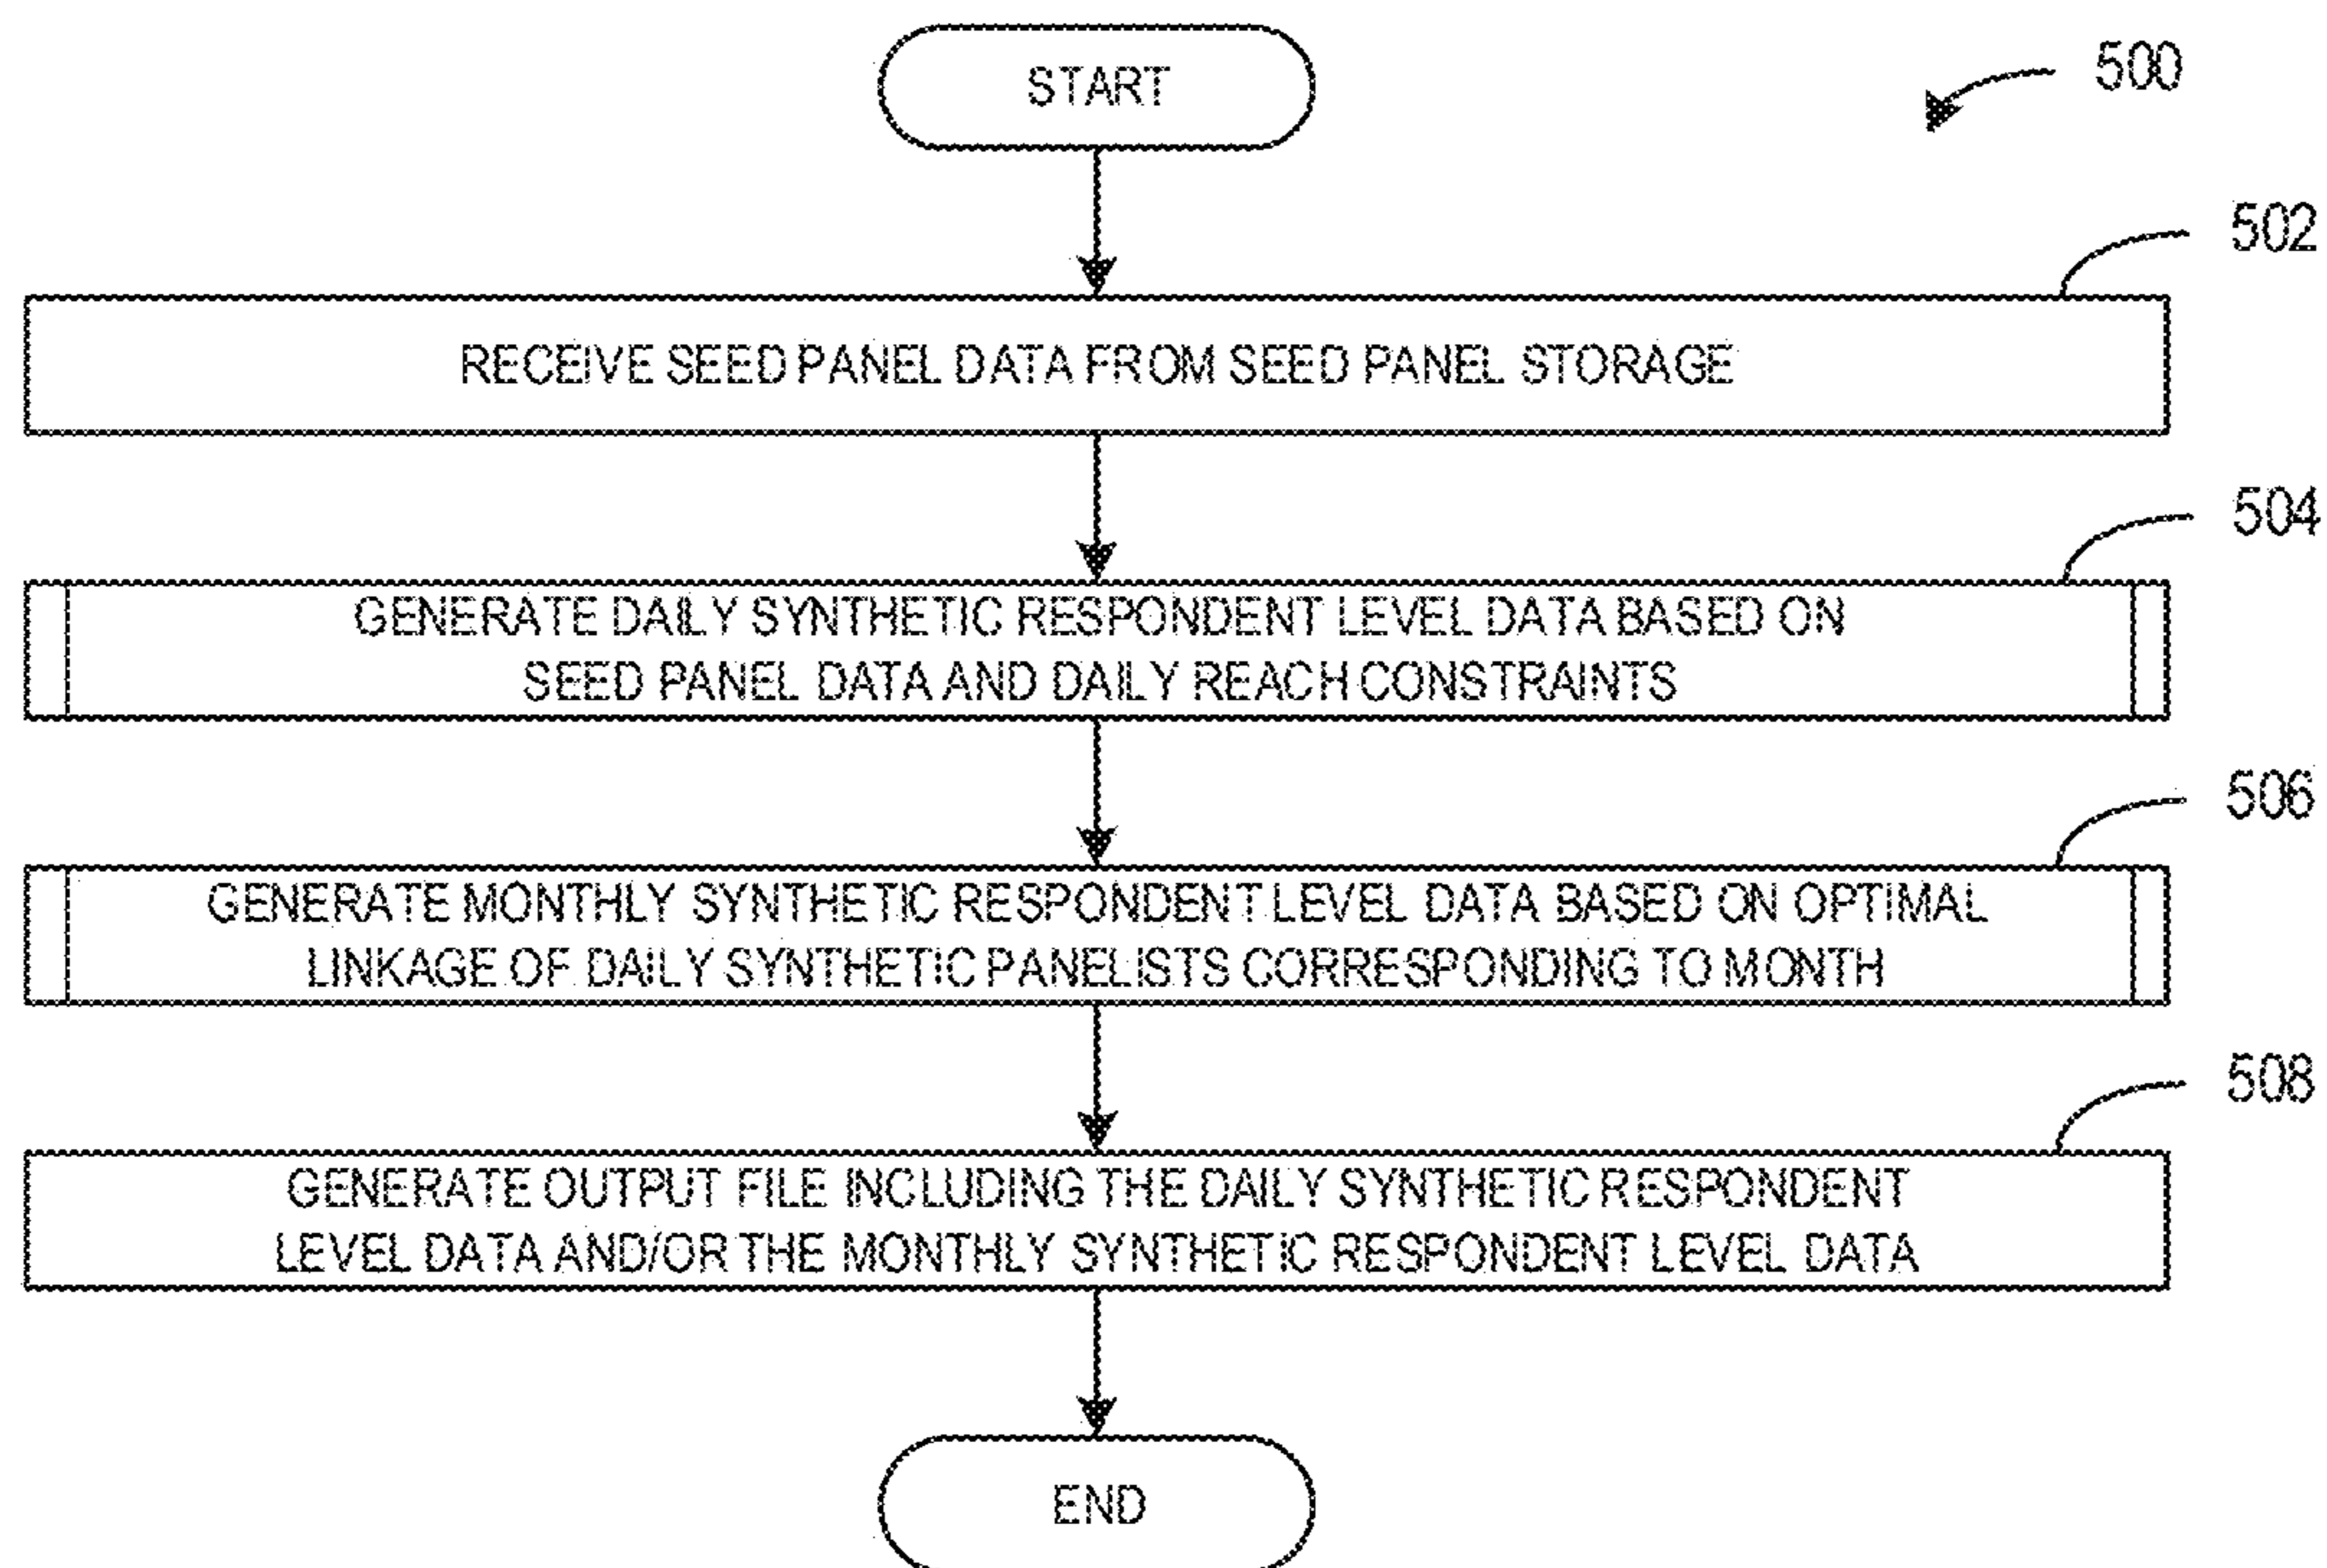 START
500
502
RECEIVE SEED PANEL DATA FROM SEED PANEL STORAGE
504
GENERATE DAILY SYNTHETIC RESPONDENT LEVEL DATA BASED ON
SEED PANEL DATA AND DAILY REACH CONSTRAINTS
506
GENERATE MONTHLY SYNTHETIC RESPONDENT LEVEL DATA BASED ON OPTIMAL
LINKAGE OF DAILY SYNTHETIC PANELISTS CORRESPONDING TO MONTH
508
GENERATE OUTPUT FILE INCLUDING THE DAILY SYNTHETIC RESPONDENT
LEVEL DATA AND/OR THE MONTHLY SYNTHETIC RESPONDENT LEVEL DATA
END